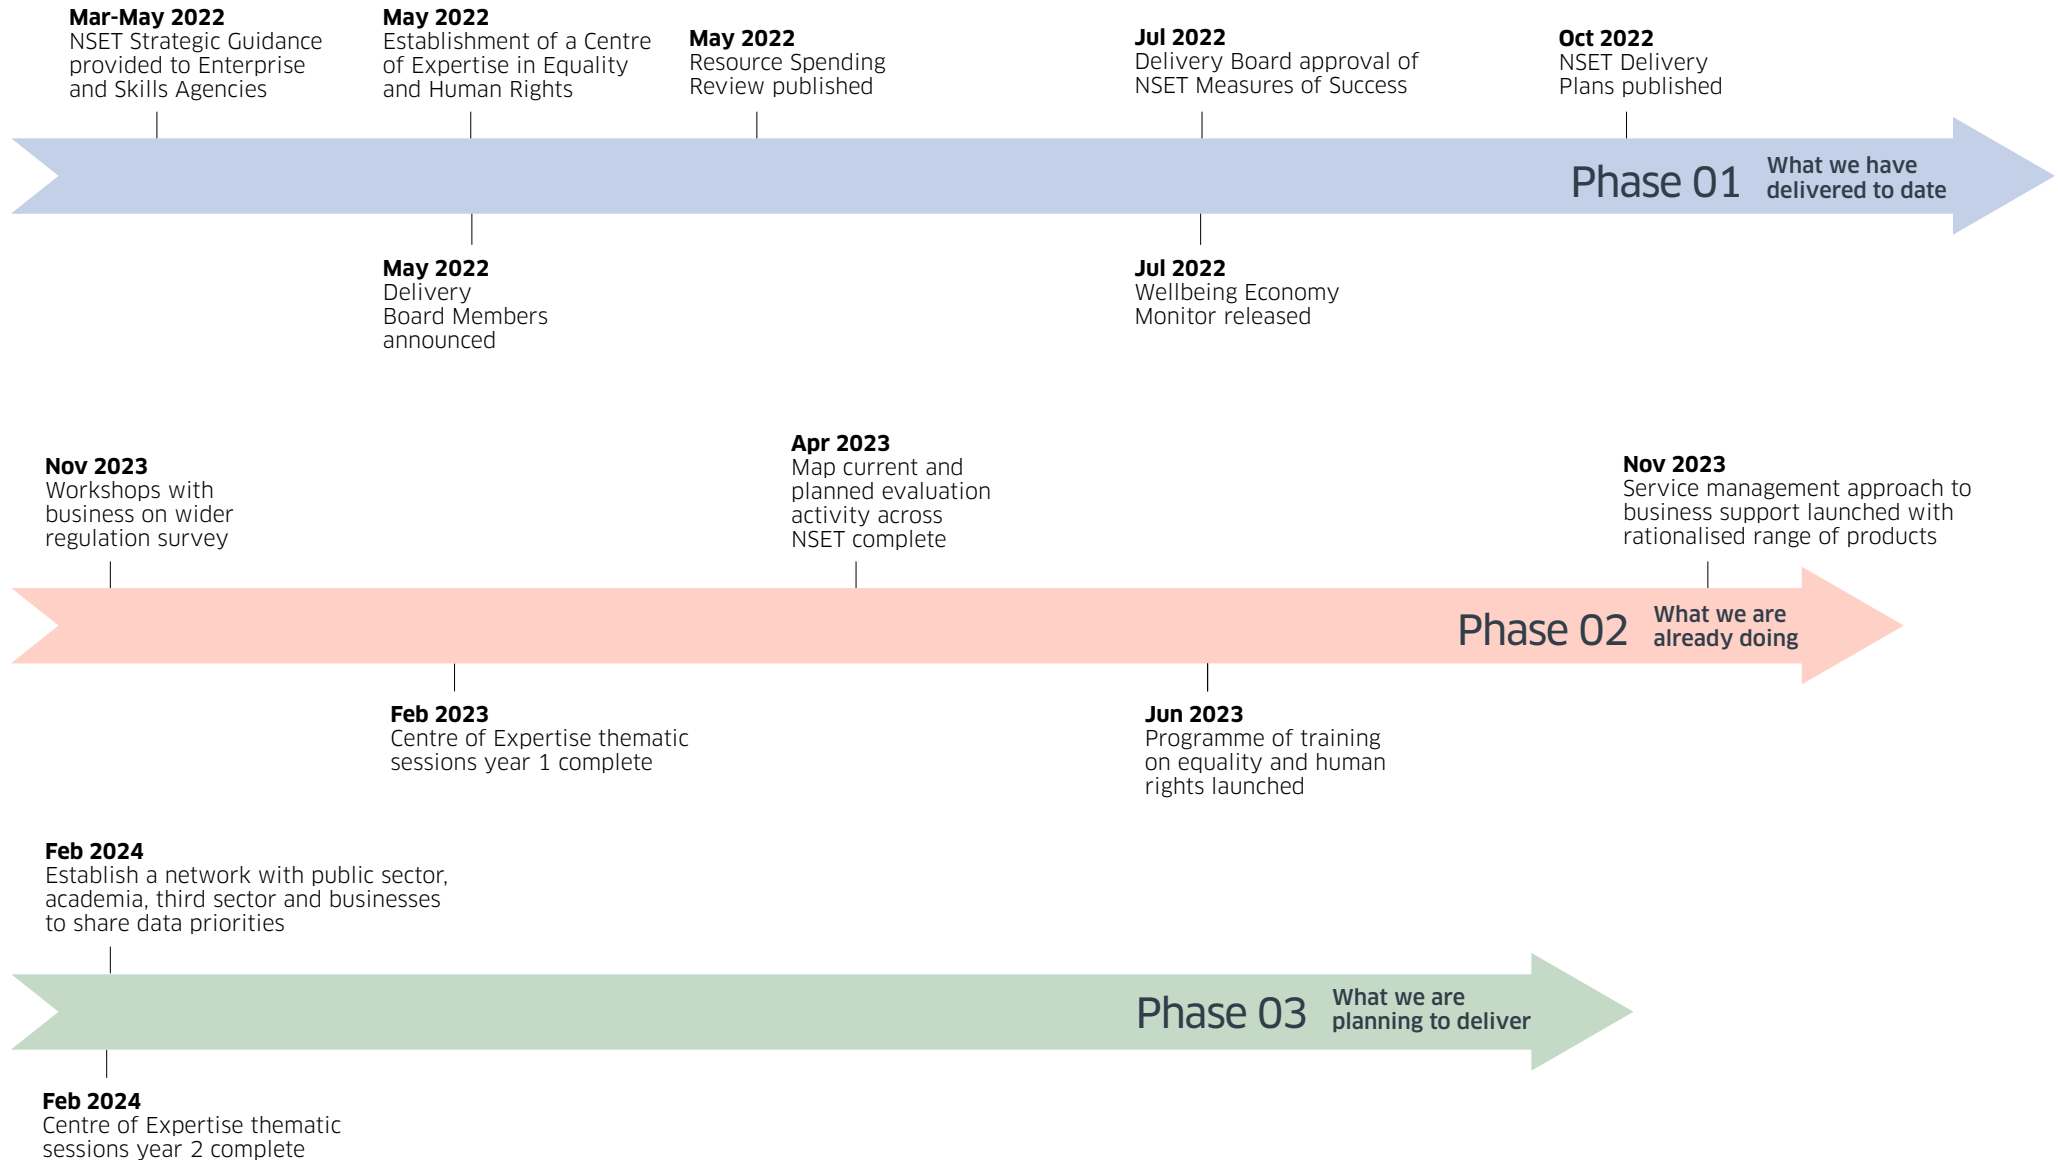 Mar-May 2022
NSET Strategic Guidance
provided to Enterprise
and Skills Agencies
May 2022
Establishment of a Centre
of Expertise in Equality
and Human Rights
May 2022
Resource Spending
Review published
Jul 2022
Delivery Board approval of
NSET Measures of Success
Oct 2022
NSET Delivery
Plans published
Phase 01
What we have
delivered to date
May 2022
Delivery
Board Members
announced
Jul 2022
Wellbeing Economy
Monitor released
Nov 2023
Workshops with
business on wider
regulation survey
Apr 2023
Map current and
planned evaluation
activity across
NSET complete
Nov 2023
Service management approach to
business support launched with
rationalised range of products
Phase 02
What we are
already doing
Feb 2023
Centre of Expertise thematic
sessions year 1 complete
Jun 2023
Programme of training
on equality and human
rights launched
Feb 2024
Establish a network with public sector,
academia, third sector and businesses
to share data priorities
Phase 03
What we are
planning to deliver
Feb 2024
Centre of Expertise thematic
sessions year 2 complete